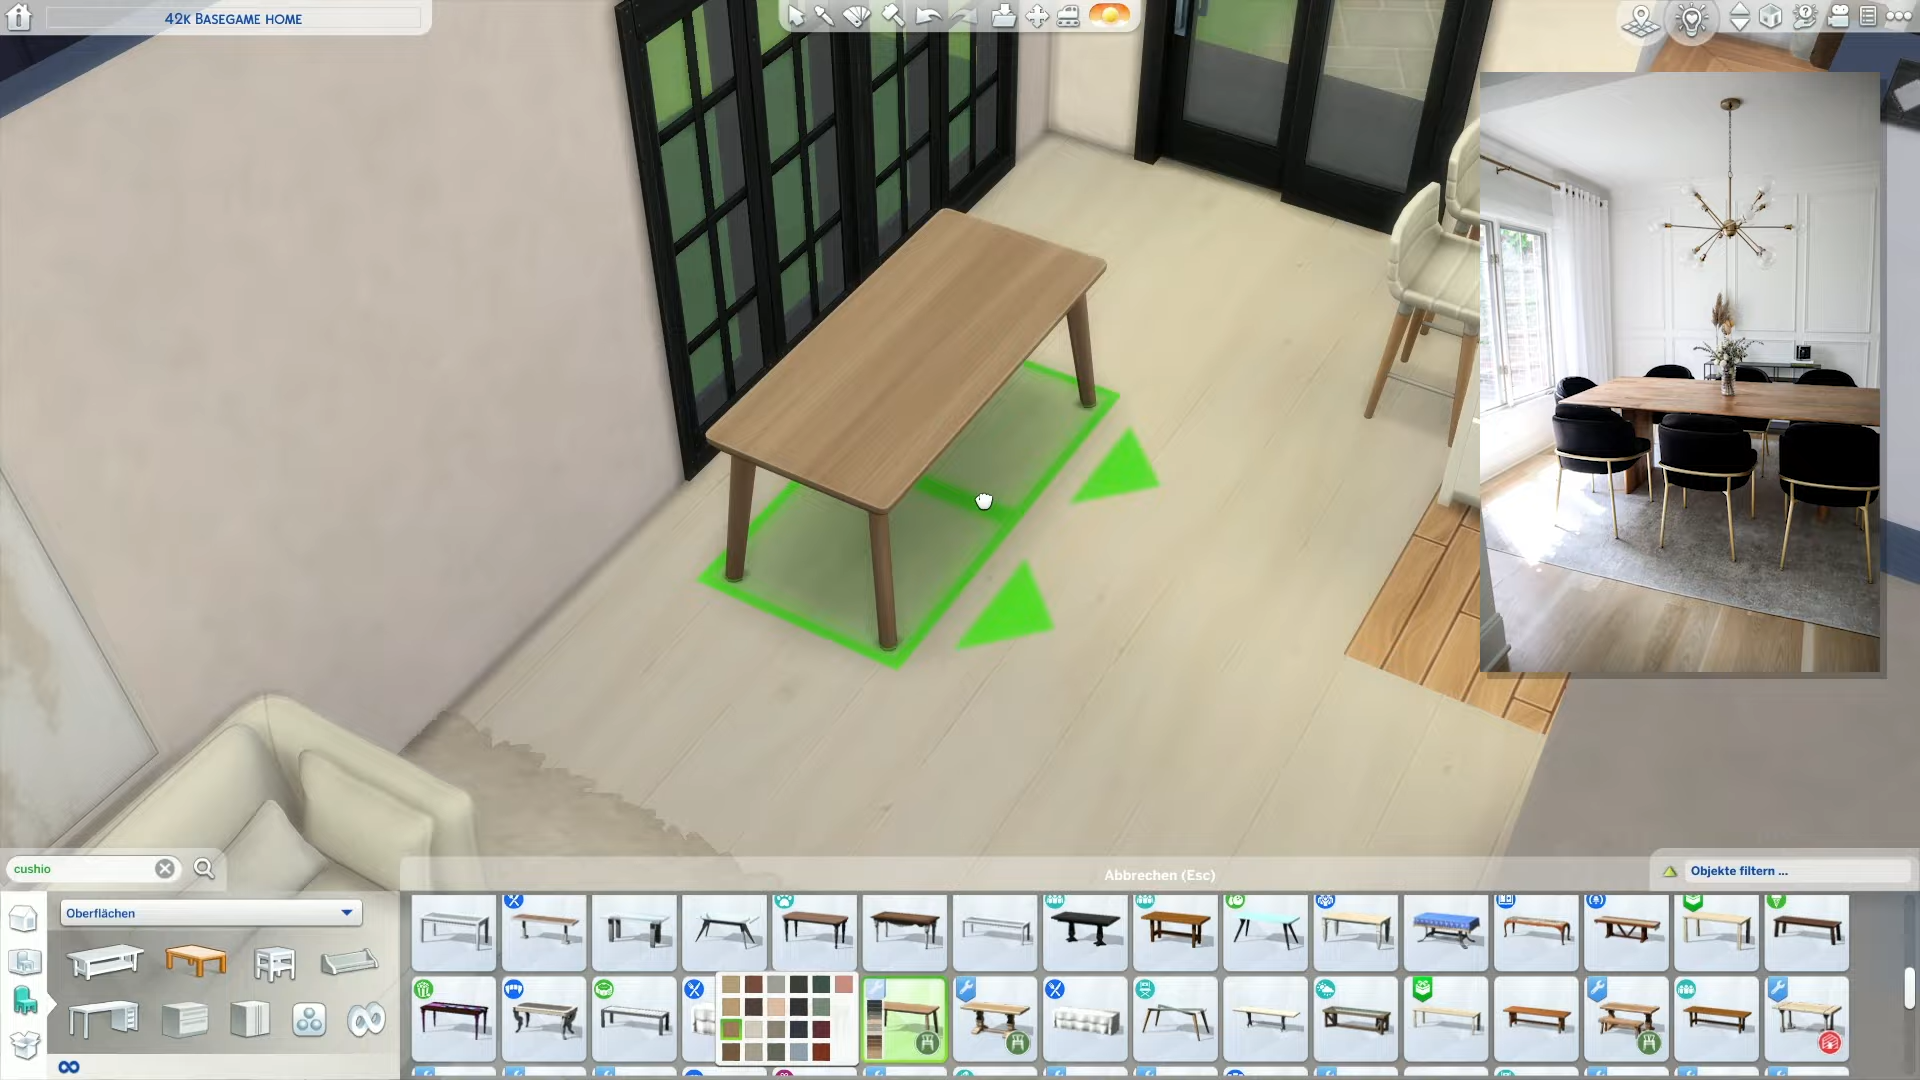 42K BASEGAME HOME
cushio
Abbrechen (Esc)
Objekte filtern ...
Oberflächen